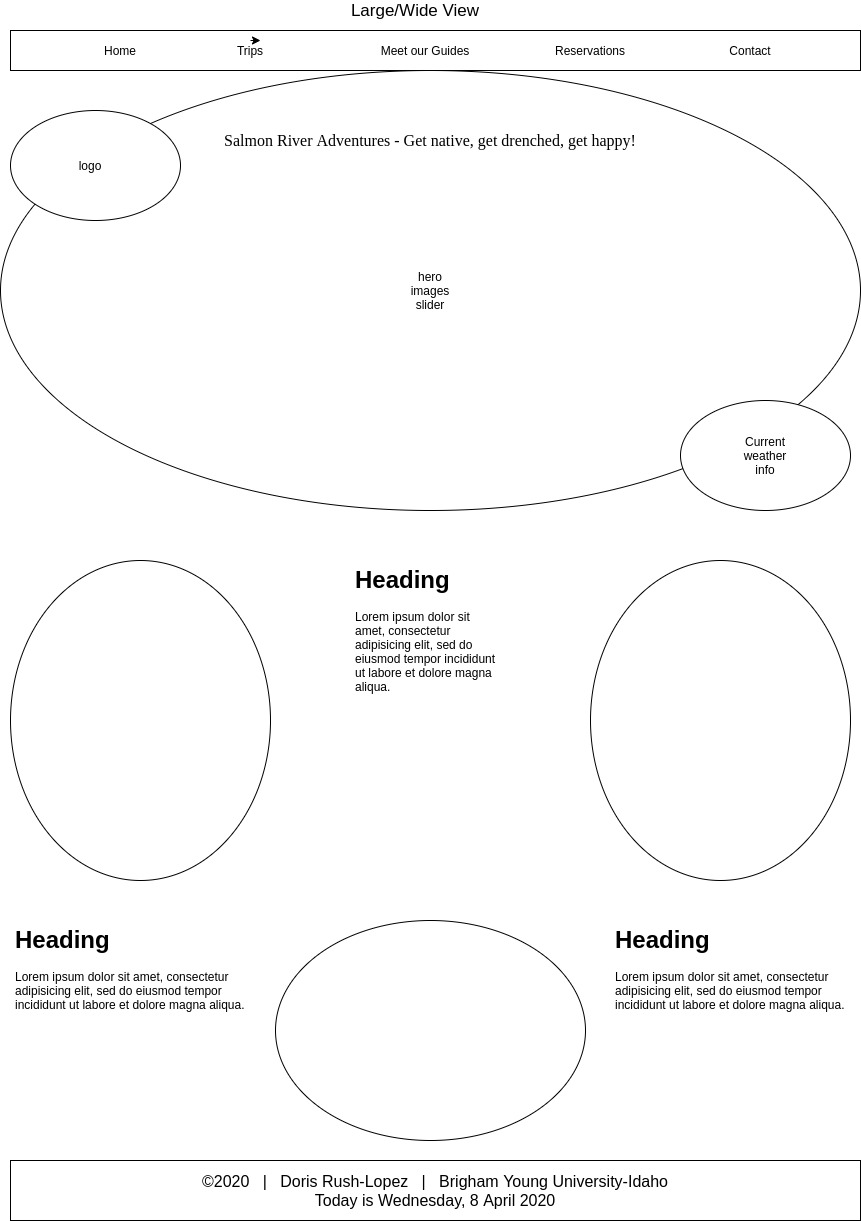 Large/Wide View
Home Trips Meet our Guides Reservations Contact
Salmon River Adventures - Get native, get drenched, get happy!
logo
hero
images
slider
Current
weather
info
Heading
Lorem ipsum dolor sit
amet, consectetur
adipisicing elit, sed do
eiusmod tempor incididunt
ut labore et dolore magna
aliqua.
Heading
Lorem ipsum dolor sit amet, consectetur
adipisicing elit, sed do eiusmod tempor
incididunt ut labore et dolore magna aliqua.
Heading
Lorem ipsum dolor sit amet, consectetur
adipisicing elit, sed do eiusmod tempor
incididunt ut labore et dolore magna aliqua.
©2020 | Doris Rush-Lopez | Brigham Young University-Idaho
Today is Wednesday, 8 April 2020